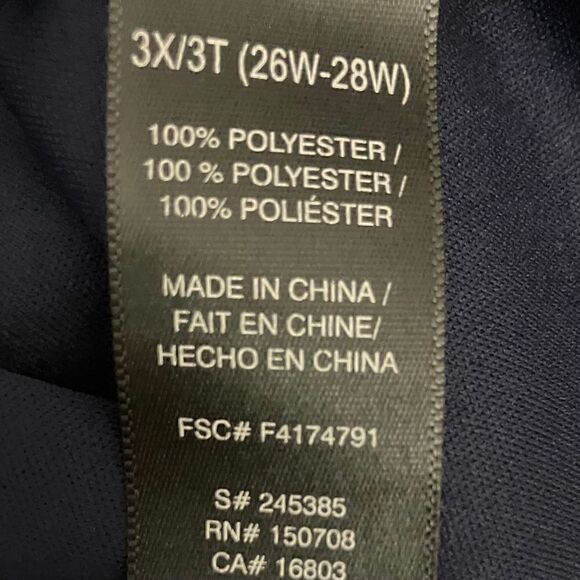 3X/3T (26W-28W)
100% POLYESTER /
100 % POLYESTER /
100% POLIÉSTER
MADE IN CHINA /
FAIT EN CHINE/
HECHO EN CHINA
FSC# F4174791
S# 245385
RN# 150708
CA# 16803